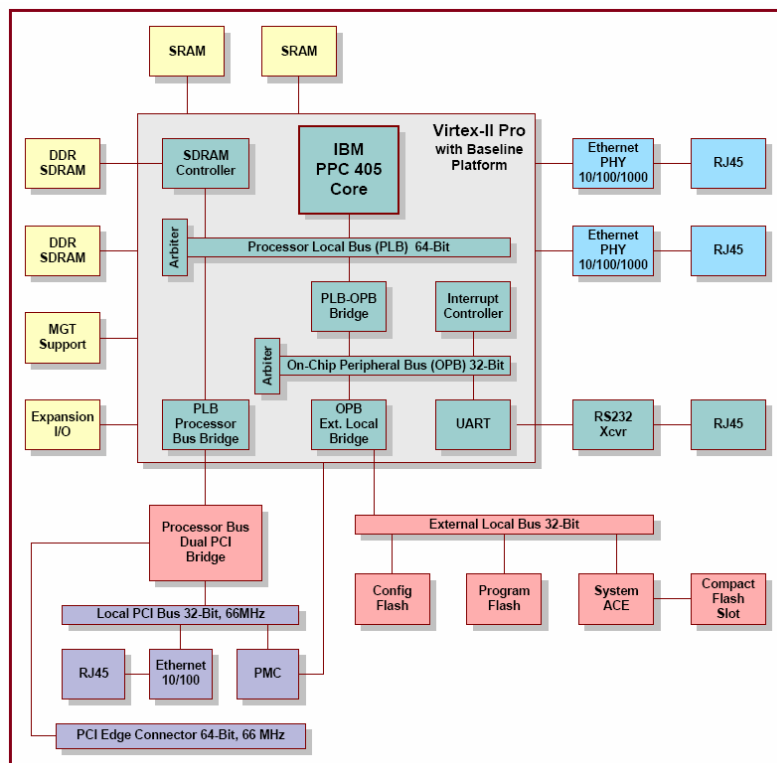 SRAM
SRAM
Virtex-II Pro
with Baseline
Platform
DDR
SDRAM
SDRAM
Controller
IBM
PPC 405
Core
Ethernet
PHY
10/100/1000
RJ45
Arbiter
Processor Local Bus (PLB) 64-Bit
DDR
SDRAM
Ethernet
PHY
10/100/1000
RJ45
PLB-OPB
Bridge
Interrupt
Controller
MGT
Support
Arbiter
On-Chip Peripheral Bus (OPB) 32-Bit
Expansion
I/O
PLB
Processor
Bus Bridge
OPB
Ext. Local
Bridge
UART
RS232
Xcvr
RJ45
Processor Bus
Dual PCI
Bridge
External Local Bus 32-Bit
Config
Flash
Program
Flash
System
ACE
Compact
Flash
Slot
Local PCI Bus 32-Bit, 66MHz
RJ45
Ethernet
10/100
PMC
PCI Edge Connector 64-Bit, 66 MHz